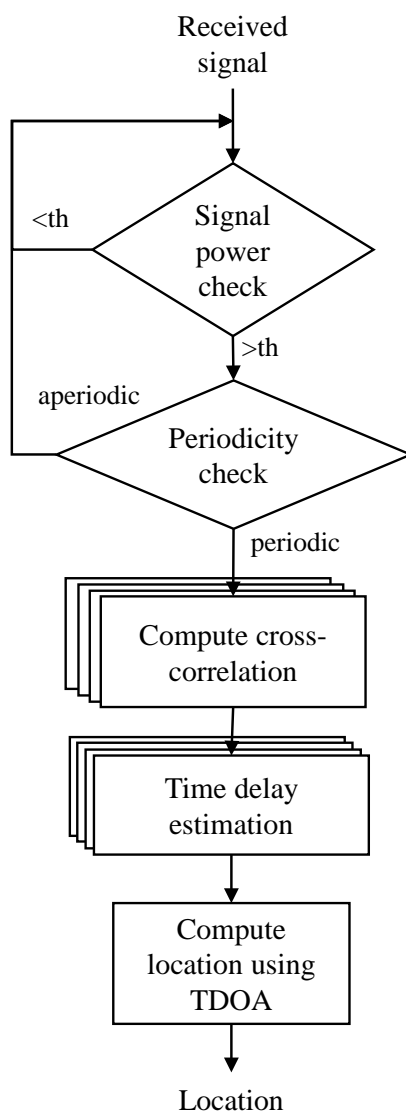 Received
signal
<th
Signal
power
check
>th
aperiodic
Periodicity
check
periodic
Compute cross-
correlation
Time delay
estimation
Compute
location using
TDOA
Location